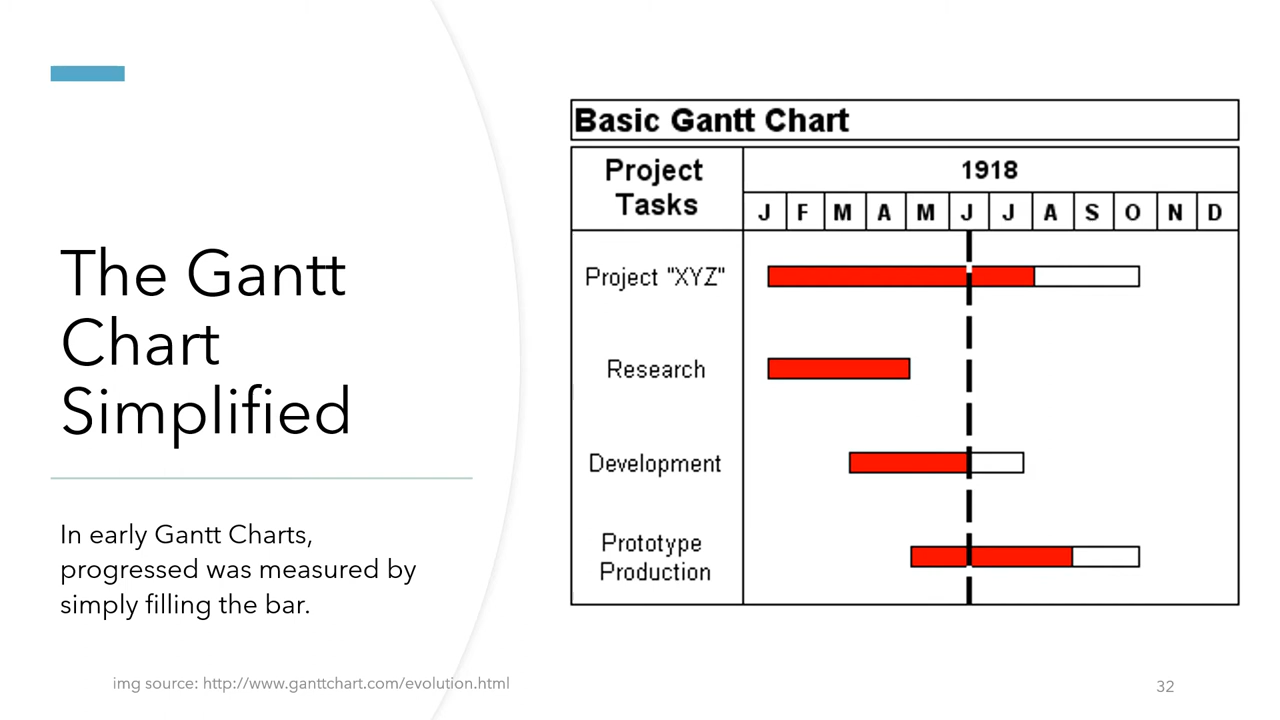 The Gantt
Chart
Simplified
In early Gantt Charts,
progressed was measured by
simply filling the bar.
Basic Gantt Chart
Project
Tasks
1918
J F M A M J J A S O N D
Project "XYZ"
Research
Development
Prototype
Production
img source: http://www.ganttchart.com/evolution.html
32